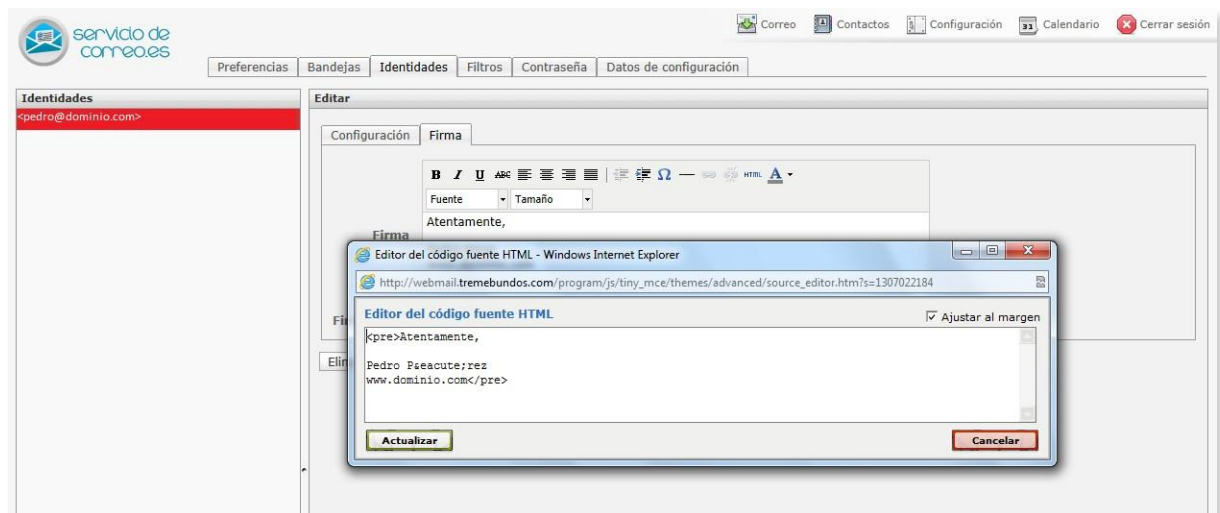 servicio de
correo.es
Correo
Contactos
Configuración
31 Calendario
Cerrar sesión
Preferencias
Bandejas
Identidades
Filtros
Contraseña
Datos de configuración
Identidades
<pedro@dominio.com>
Editar
Configuración
Firma
B I U ABC Ω HTML A
Fuente
Tamaño
Firma
Atentamente,
Editor del código fuente HTML - Windows Internet Explorer
http://webmail.tremebundos.com/program/js/tiny_mce/themes/advanced/source_editor.htm?s=1307022184
Editor del código fuente HTML
Ajustar al margen
<pre>Atentamente,
Pedro P&eacute;rez
www.dominio.com</pre>
Actualizar
Cancelar